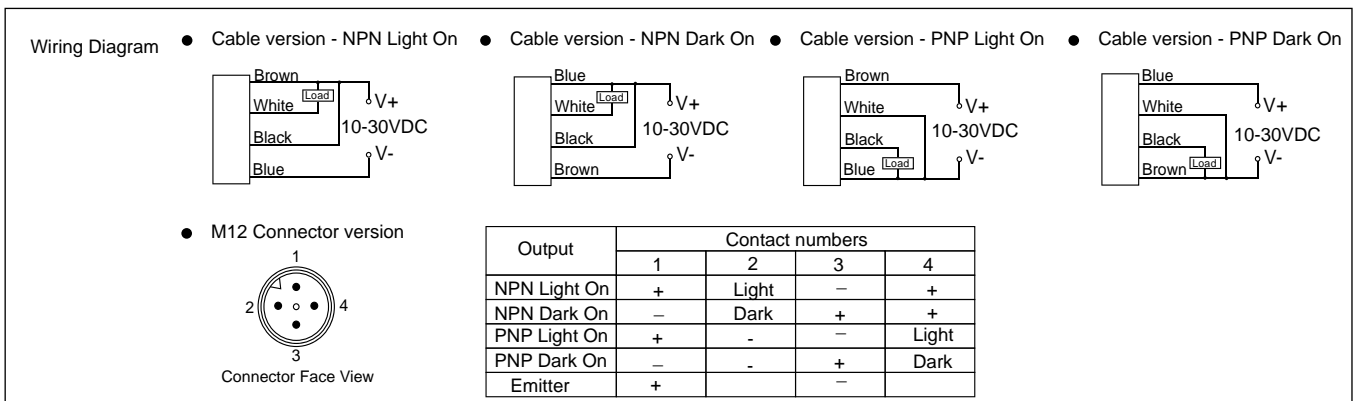 Wiring Diagram
● Cable version - NPN Light On
● Cable version - NPN Dark On
● Cable version - PNP Light On
● Cable version - PNP Dark On
Brown
White
Load
Black
Blue
V+
10-30VDC
V-
Blue
White
Load
Black
Brown
V+
10-30VDC
V-
Brown
White
Black
Blue
Load
V+
10-30VDC
V-
Blue
White
Black
Brown
Load
V+
10-30VDC
V-
● M12 Connector version
1
2
4
3
Connector Face View
Output Contact numbers
1 2 3 4
NPN Light On + Light − +
NPN Dark On − Dark + +
PNP Light On + - − Light
PNP Dark On − - + Dark
Emitter + −